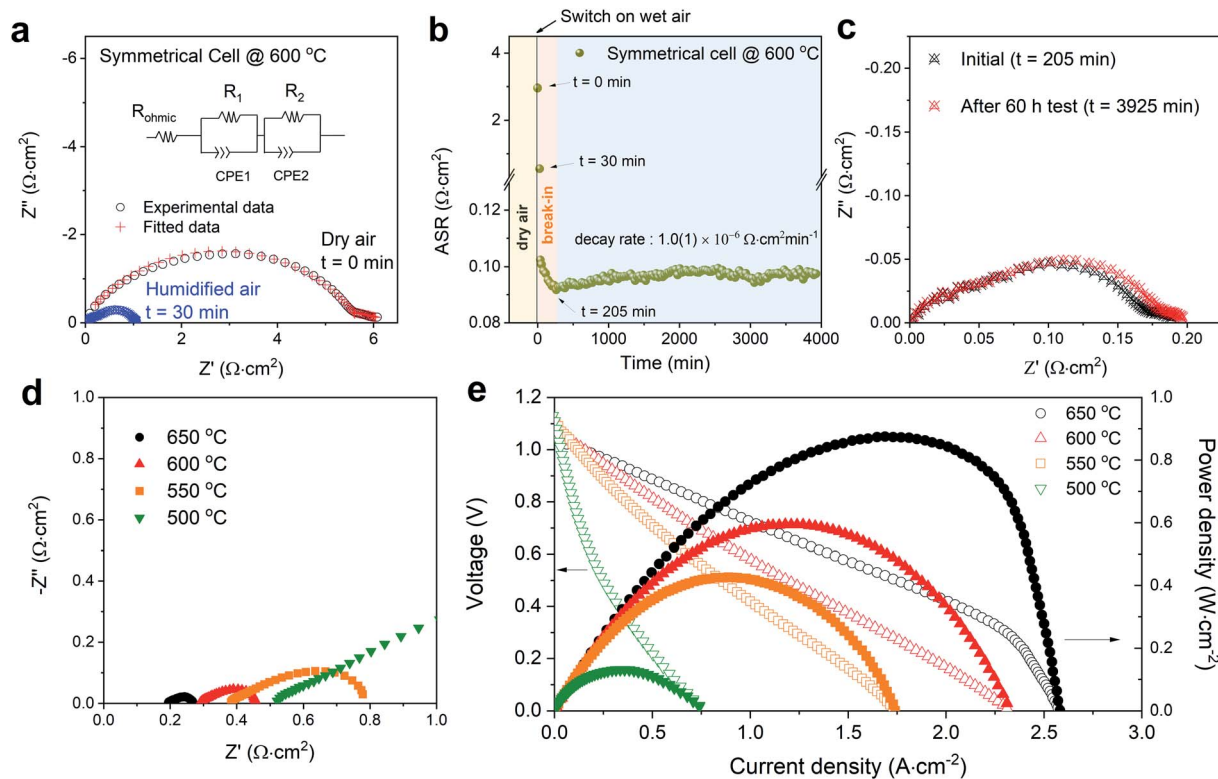 a
Symmetrical Cell @ 600 °C
R₁
R₂
Rohmic
CPE1
CPE2
Experimental data
Fitted data
Dry air
t = 0 min
Humidified air
t = 30 min
-6
-4
-2
0
0
2
4
6
Z'' (Ω·cm²)
Z' (Ω·cm²)
Switch on wet air
b
Symmetrical cell @ 600 °C
t = 0 min
t = 30 min
dry air
break-in
decay rate : 1.0(1) × 10⁻⁶ Ω·cm²min⁻¹
t = 205 min
4
2
0.12
0.10
0.08
0
1000
2000
3000
4000
ASR (Ω·cm²)
Time (min)
c
Initial (t = 205 min)
After 60 h test (t = 3925 min)
-0.20
-0.15
-0.10
-0.05
0.00
0.00
0.05
0.10
0.15
0.20
Z'' (Ω·cm²)
Z' (Ω·cm²)
d
650 °C
600 °C
550 °C
500 °C
1.0
0.8
0.6
0.4
0.2
0.0
0.0
0.2
0.4
0.6
0.8
1.0
-Z'' (Ω·cm²)
Z' (Ω·cm²)
e
650 °C
600 °C
550 °C
500 °C
1.2
1.0
0.8
0.6
0.4
0.2
0.0
1.0
0.8
0.6
0.4
0.2
0.0
0.0
0.5
1.0
1.5
2.0
2.5
3.0
Voltage (V)
Power density (W·cm⁻²)
Current density (A·cm⁻²)